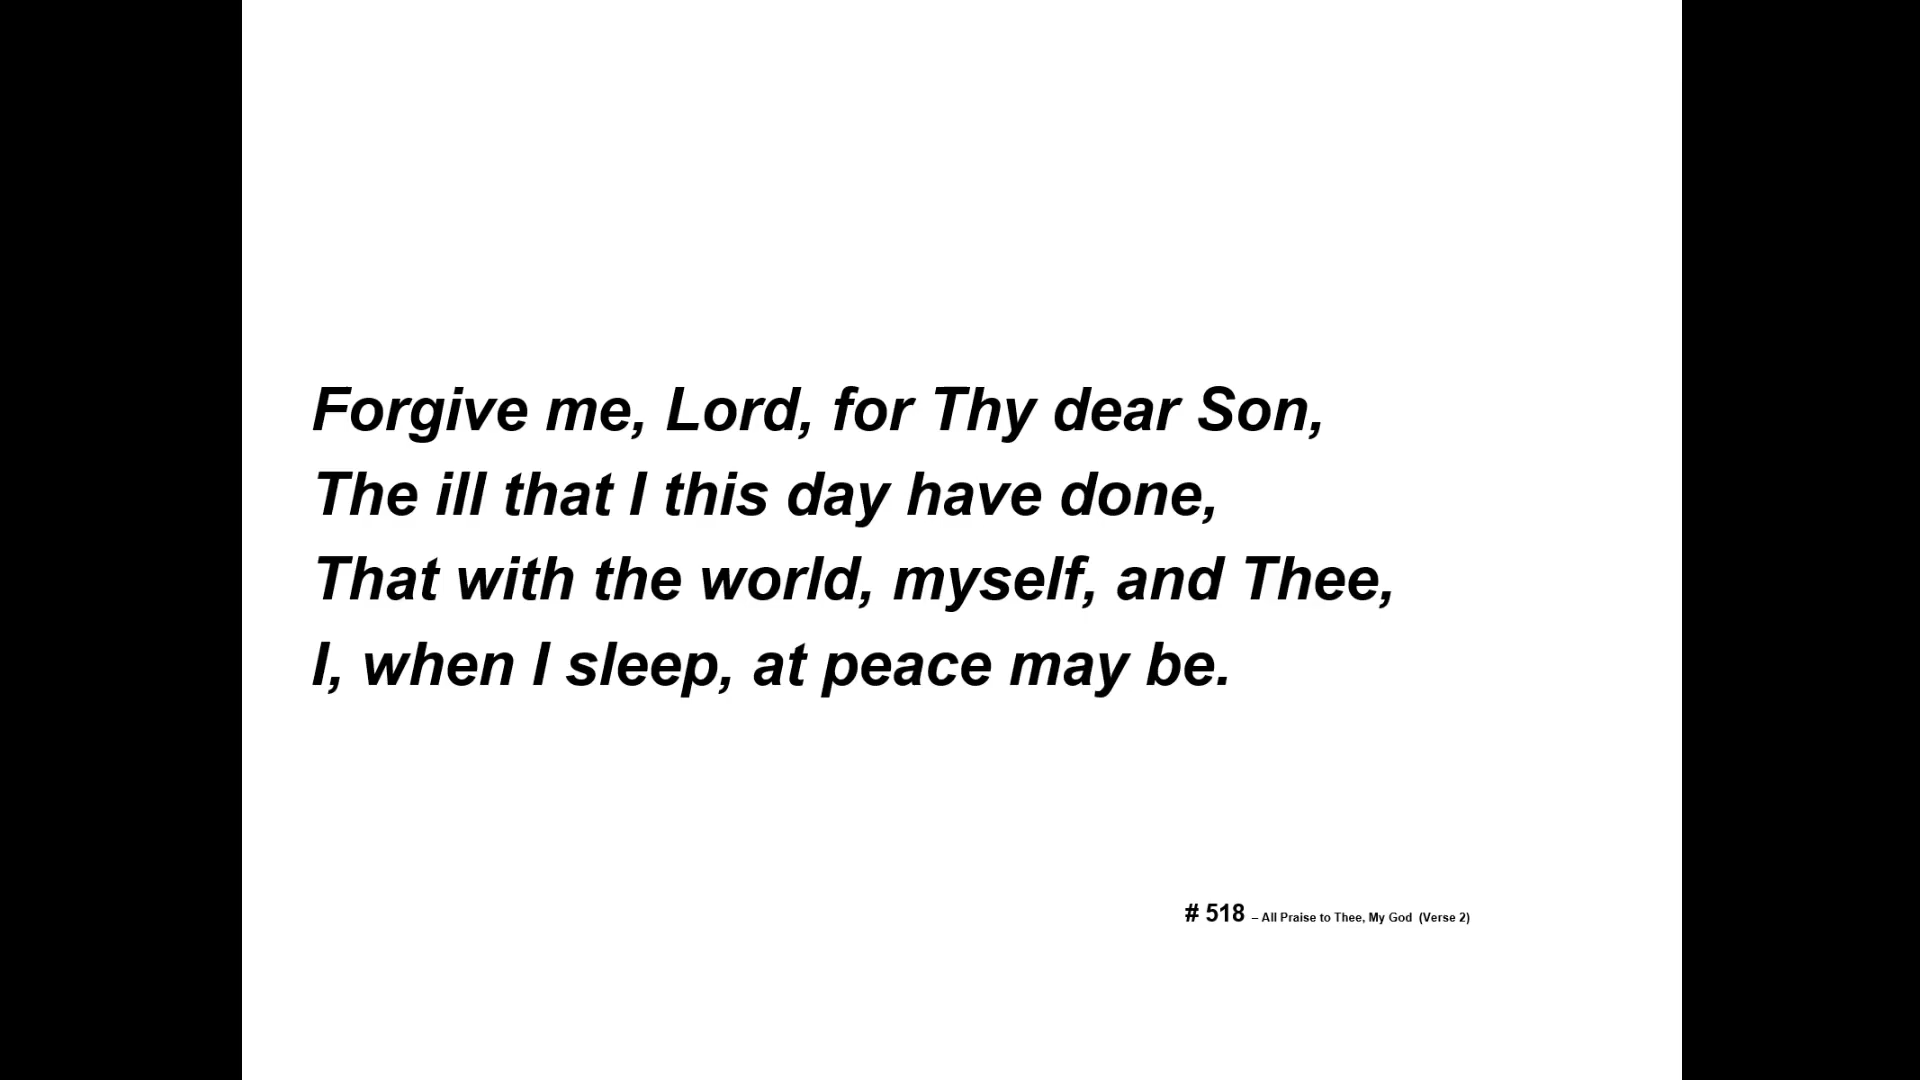 Forgive me, Lord, for Thy dear Son,
The ill that I this day have done,
That with the world, myself, and Thee,
I, when I sleep, at peace may be.
# 518 – All Praise to Thee, My God (Verse 2)